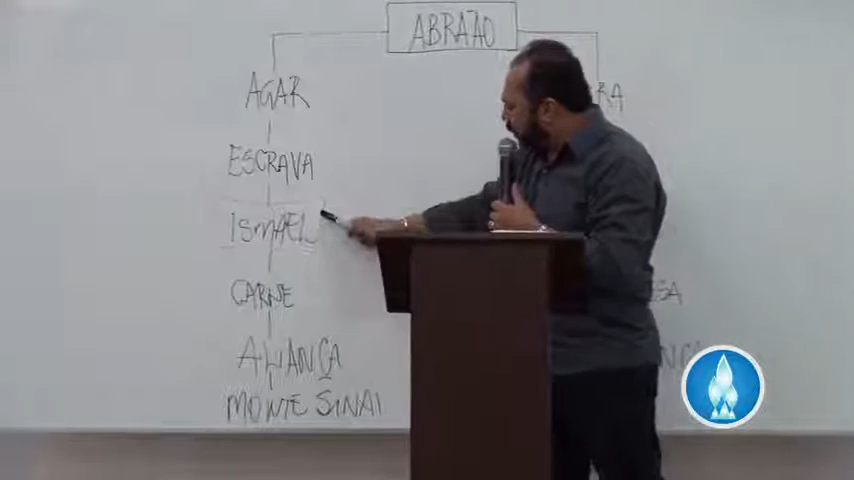 ABRAÃO
AGAR
ESCRAVA
ISMAEL
CARNE
ALIANÇA
MONTE SINAI